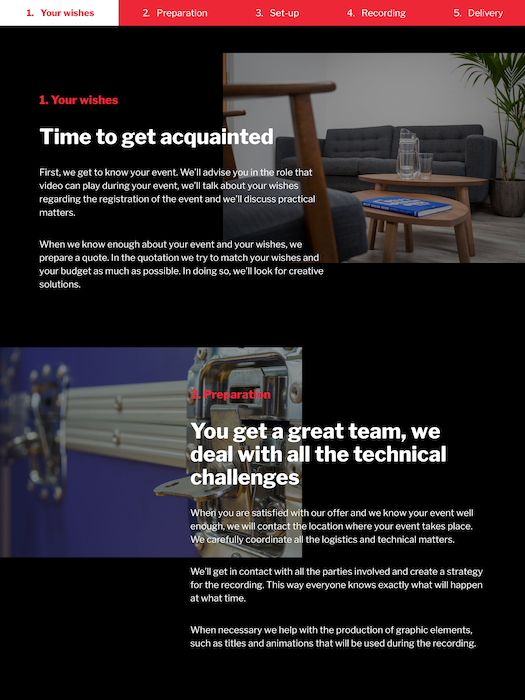 1. Your wishes
2. Preparation
3. Set-up
4. Recording
5. Delivery
1. Your wishes
Time to get acquainted
First, we get to know your event. We'll advise you in the role that
video can play during your event, we'll talk about your wishes
regarding the registration of the event and we'll discuss practical
matters.
When we know enough about your event and your wishes, we
prepare a quote. In the quotation we try to match your wishes and
your budget as much as possible. In doing so, we'll look for creative
solutions.
2. Preparation
You get a great team, we
deal with all the technical
challenges
When you are satisfied with our offer and we know your event well
enough, we will contact the location where your event takes place.
We carefully coordinate all the logistics and technical matters.
We'll get in contact with all the parties involved and create a strategy
for the recording. This way everyone knows exactly what will happen
at what time.
When necessary we help with the production of graphic elements,
such as titles and animations that will be used during the recording.